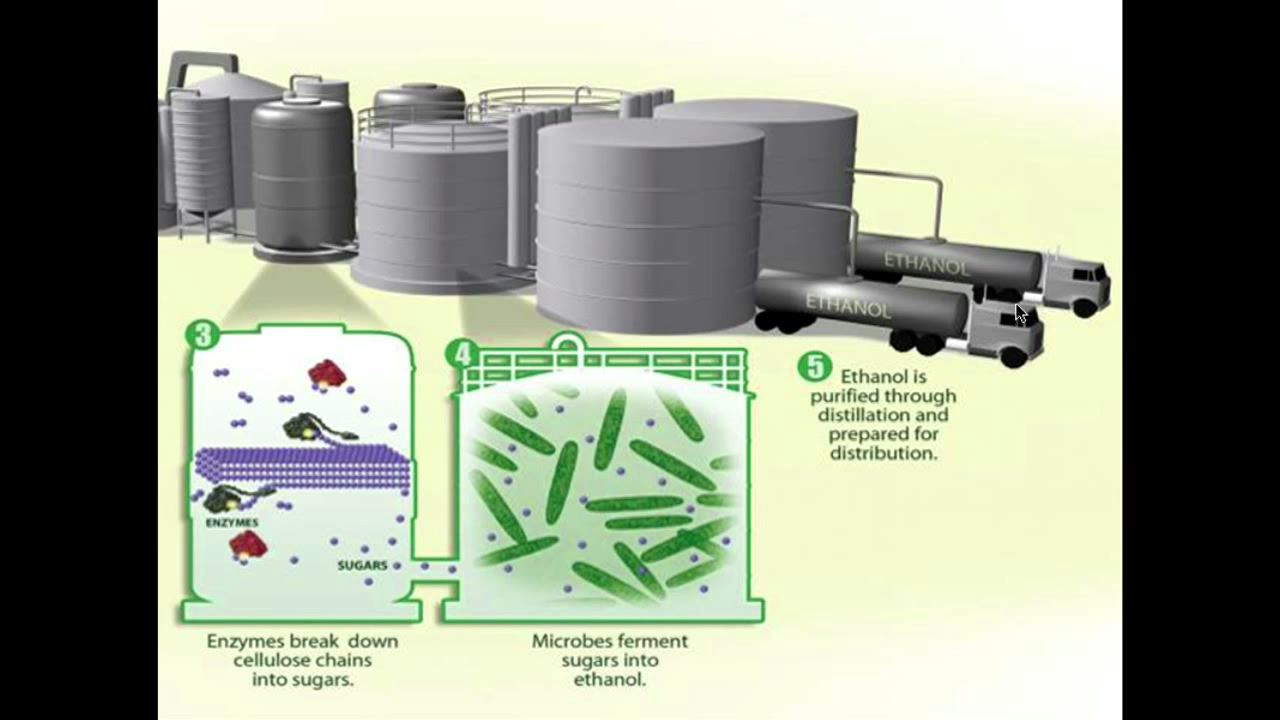 ETHANOL
ETHANOL
3
ENZYMES
SUGARS
Enzymes break down
cellulose chains
into sugars.
4
Microbes ferment
sugars into
ethanol.
5
Ethanol is
purified through
distillation and
prepared for
distribution.